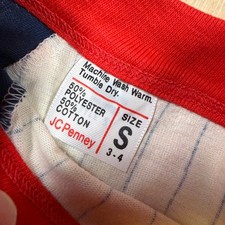 Machine Wash Warm.
Tumble Dry.
50%
POLYESTER
50%
COTTON
JCPenney
SIZE
S
3-4